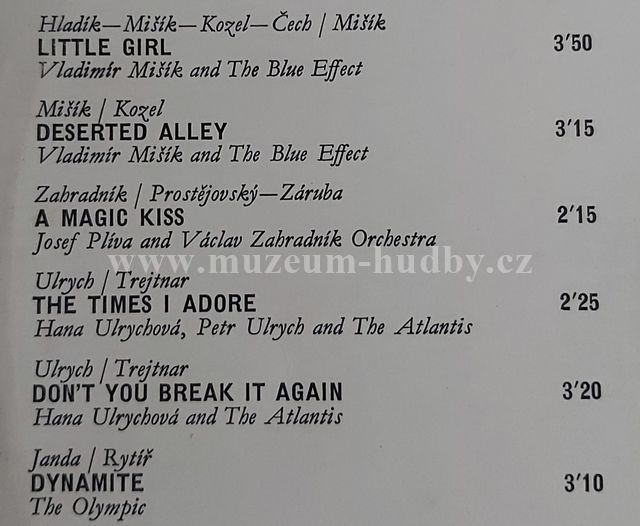 Hladík—Mišík—Kozel—Čech / Mišík
LITTLE GIRL 3'50
Vladimír Mišík and The Blue Effect
Mišík / Kozel
DESERTED ALLEY 3'15
Vladimír Mišík and The Blue Effect
Zahradník / Prostějovský—Záruba
A MAGIC KISS 2'15
Josef Plíva and Václav Zahradník Orchestra
www.muzeum-hudby.cz
Ulrych / Trejtnar
THE TIMES I ADORE 2'25
Hana Ulrychová, Petr Ulrych and The Atlantis
Ulrych / Trejtnar
DON'T YOU BREAK IT AGAIN 3'20
Hana Ulrychová and The Atlantis
Janda / Rytíř
DYNAMITE 3'10
The Olympic